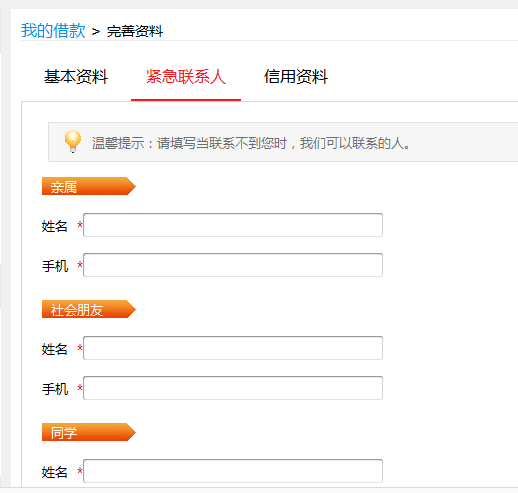 我的借款 > 完善资料
基本资料 紧急联系人 信用资料
温馨提示：请填写当联系不到您时，我们可以联系的人。
亲属
姓名 *
手机 *
社会朋友
姓名 *
手机 *
同学
姓名 *